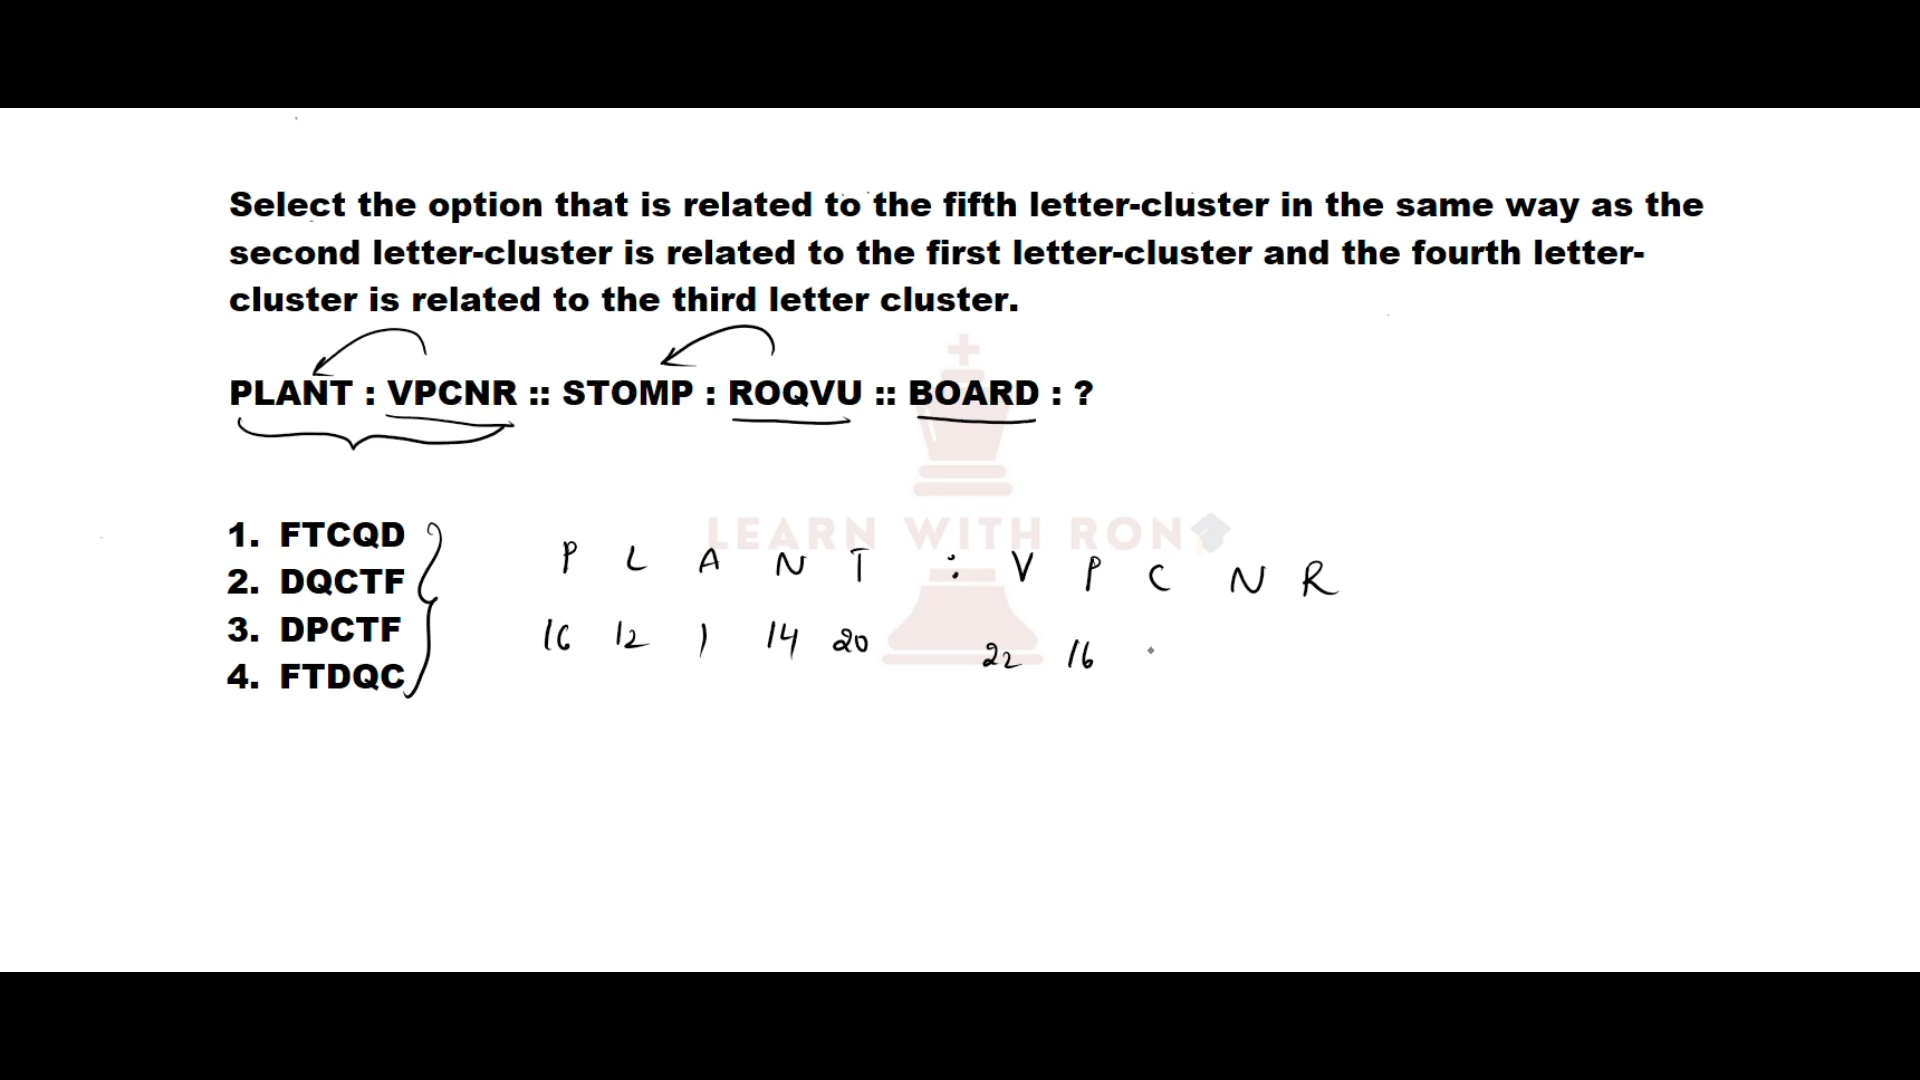 Select the option that is related to the fifth letter-cluster in the same way as the
second letter-cluster is related to the first letter-cluster and the fourth letter-
cluster is related to the third letter cluster.
PLANT : VPCNR :: STOMP : ROQVU :: BOARD : ?
1. FTCQD
2. DQCTF
3. DPCTF
4. FTDQC
LEARN WITH RON
P L A N T : V P C N R
16 12 1 14 20 22 16